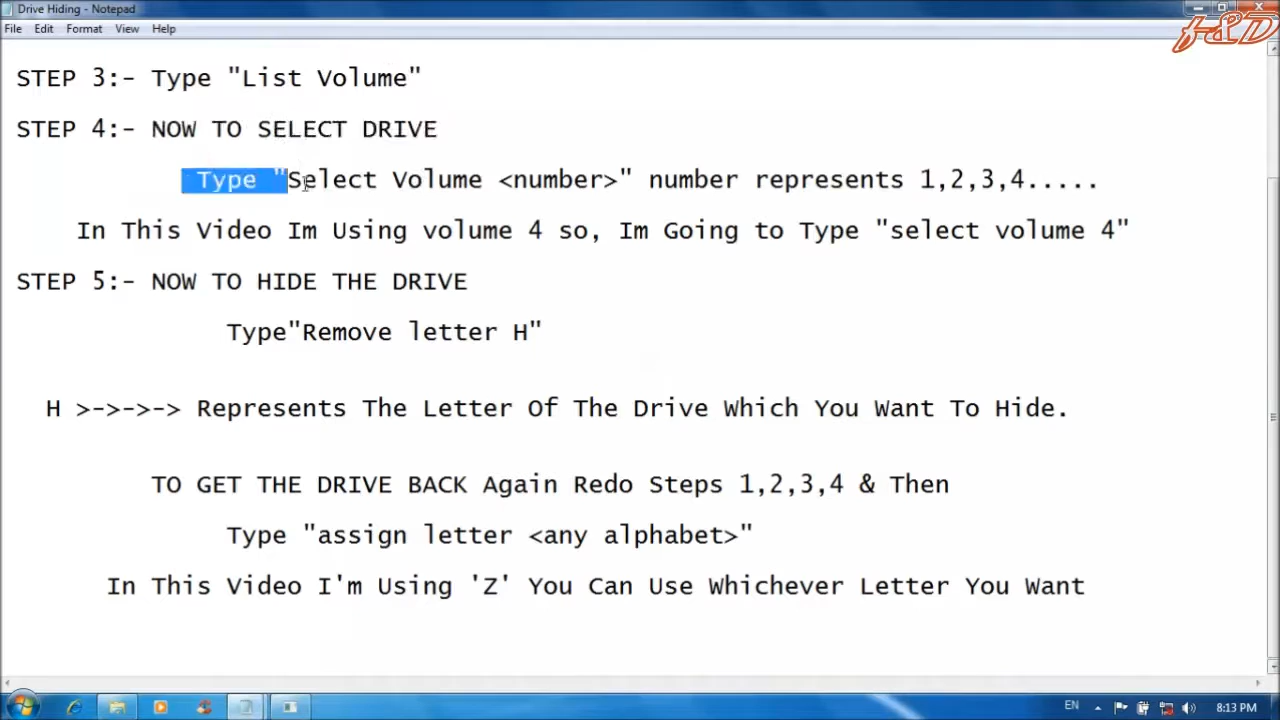 Drive Hiding - Notepad
File Edit Format View Help
J&D
STEP 3:- Type "List Volume"
STEP 4:- NOW TO SELECT DRIVE
Type "Select Volume <number>" number represents 1,2,3,4.....
In This Video Im Using volume 4 so, Im Going to Type "select volume 4"
STEP 5:- NOW TO HIDE THE DRIVE
Type"Remove letter H"
H >->->-> Represents The Letter Of The Drive Which You Want To Hide.
TO GET THE DRIVE BACK Again Redo Steps 1,2,3,4 & Then
Type "assign letter <any alphabet>"
In This Video I'm Using 'Z' You Can Use Whichever Letter You Want
EN 8:13 PM